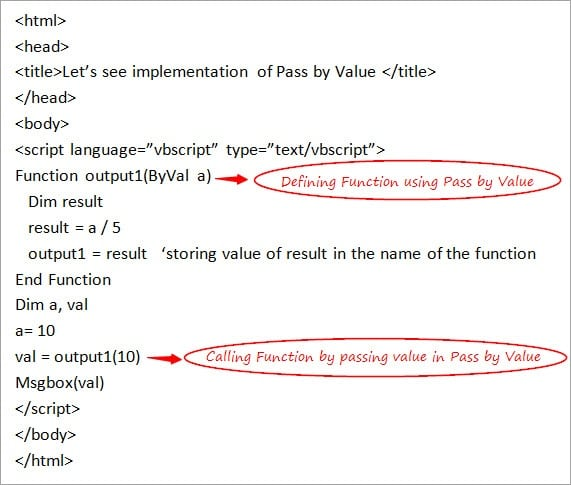 <html>
<head>
<title>Let’s see implementation of Pass by Value </title>
</head>
<body>
<script language=”vbscript” type=”text/vbscript”>
Function output1(ByVal a)
Defining Function using Pass by Value
Dim result
result = a / 5
output1 = result ‘storing value of result in the name of the function
End Function
Dim a, val
a= 10
val = output1(10)
Calling Function by passing value in Pass by Value
Msgbox(val)
</script>
</body>
</html>